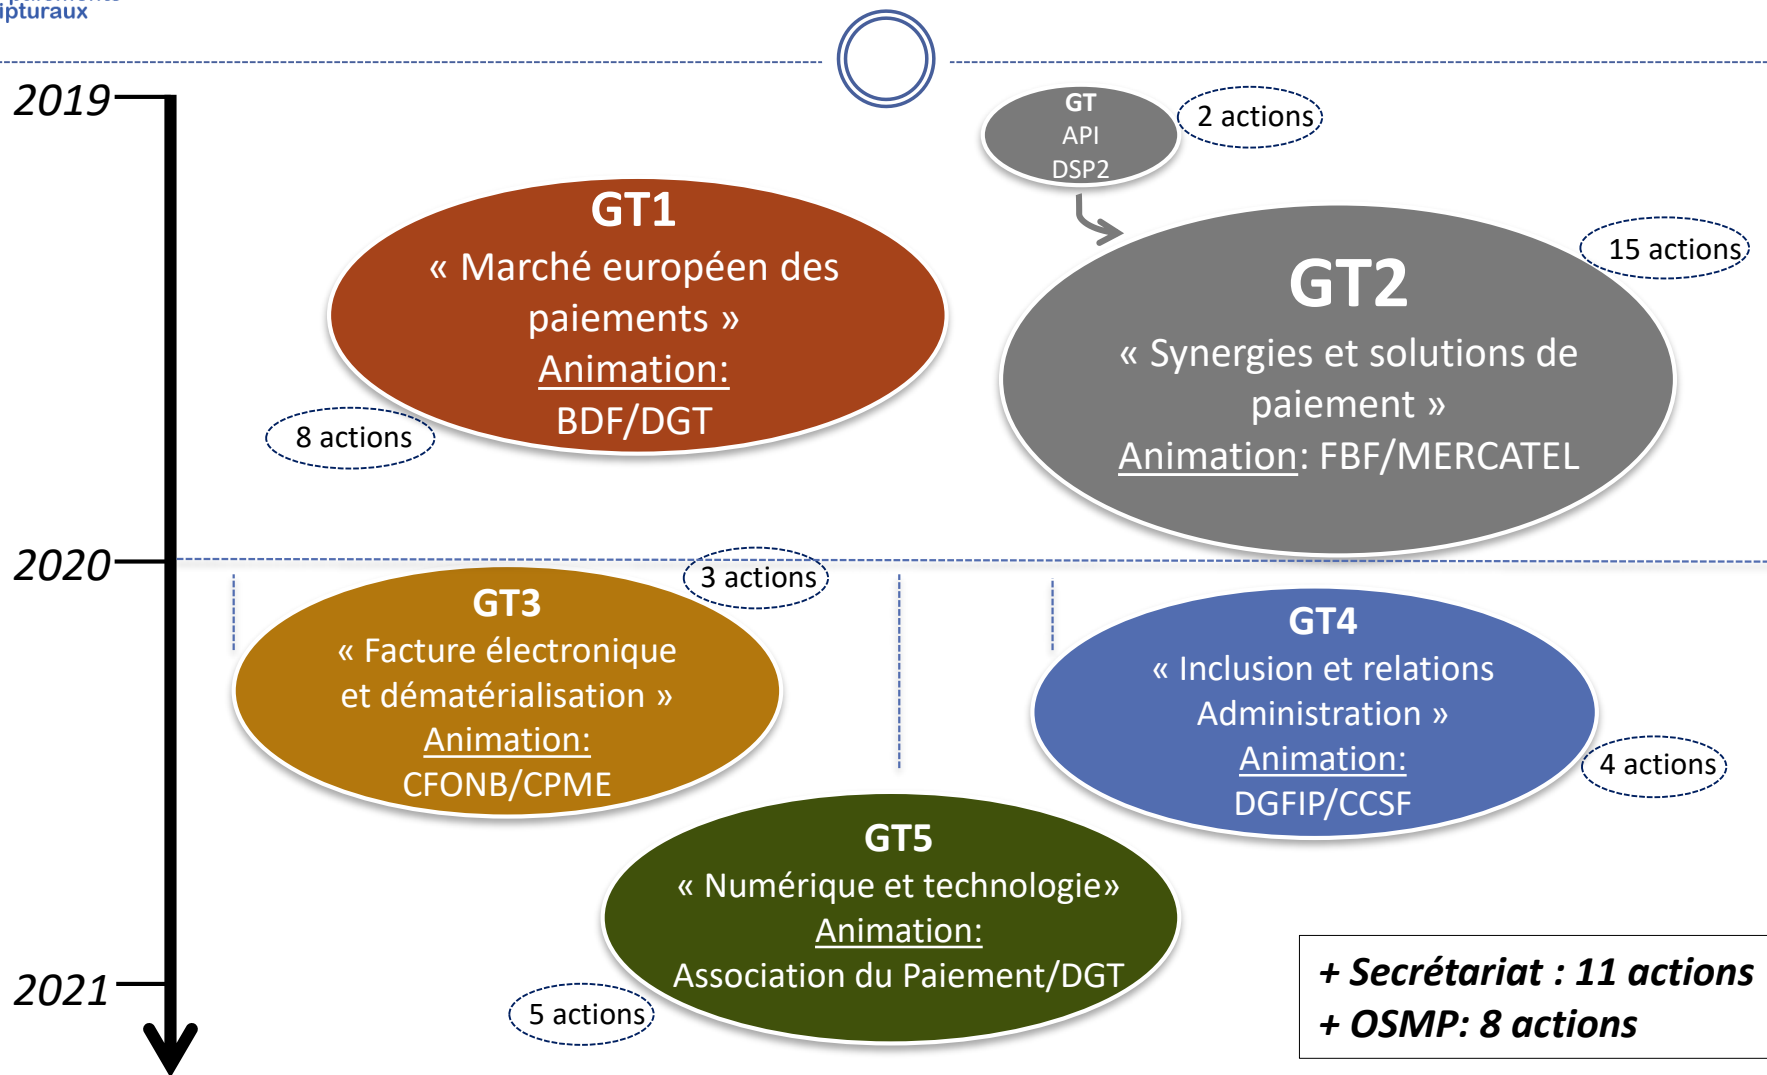 ipturaux
2019
GT
API
DSP2
2 actions
GT1
« Marché européen des
paiements »
Animation:
BDF/DGT
8 actions
15 actions
GT2
« Synergies et solutions de
paiement »
Animation: FBF/MERCATEL
2020
3 actions
GT3
« Facture électronique
et dématérialisation »
Animation:
CFONB/CPME
GT4
« Inclusion et relations
Administration »
Animation:
DGFIP/CCSF
4 actions
GT5
« Numérique et technologie»
Animation:
Association du Paiement/DGT
5 actions
2021
+ Secrétariat : 11 actions
+ OSMP: 8 actions